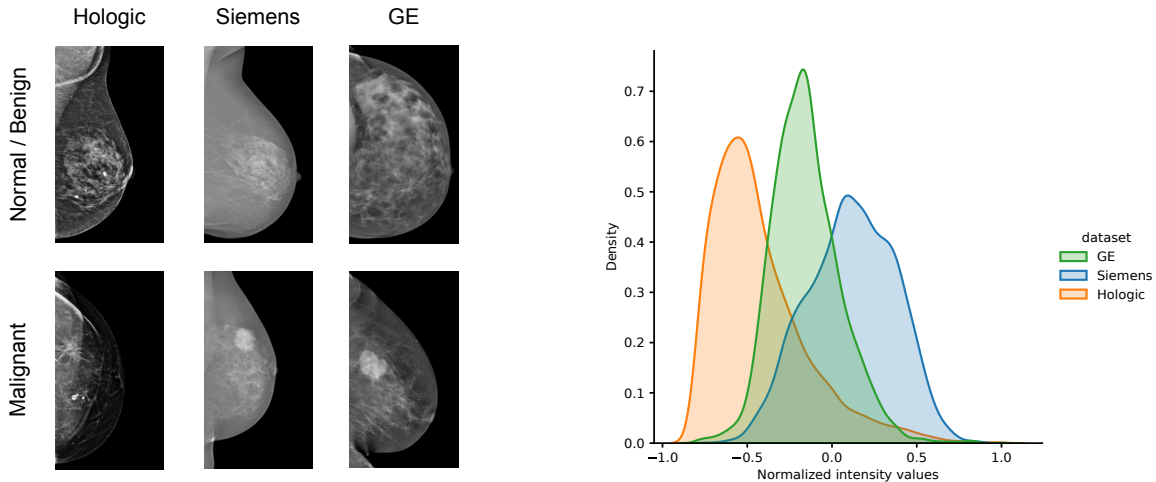 Hologic Siemens GE
Normal / Benign
Malignant
0.7
0.6
0.5
0.4
0.3
0.2
0.1
0.0
Density
−1.0 −0.5 0.0 0.5 1.0
Normalized intensity values
dataset
GE
Siemens
Hologic